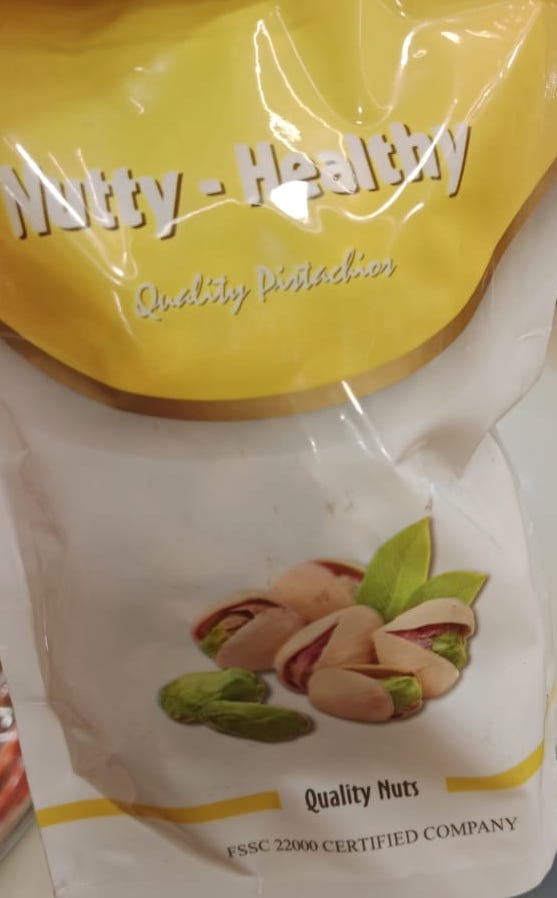 Nutty - Healthy
Quality Pistachios
Quality Nuts
FSSC 22000 CERTIFIED COMPANY